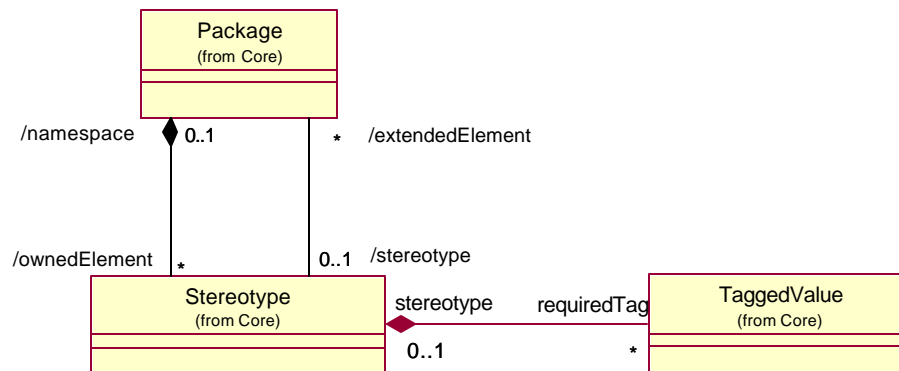 Package
(from Core)
/namespace 0..1 * /extendedElement
/ownedElement * 0..1 /stereotype
Stereotype
(from Core)
stereotype requiredTag
0..1 *
TaggedValue
(from Core)